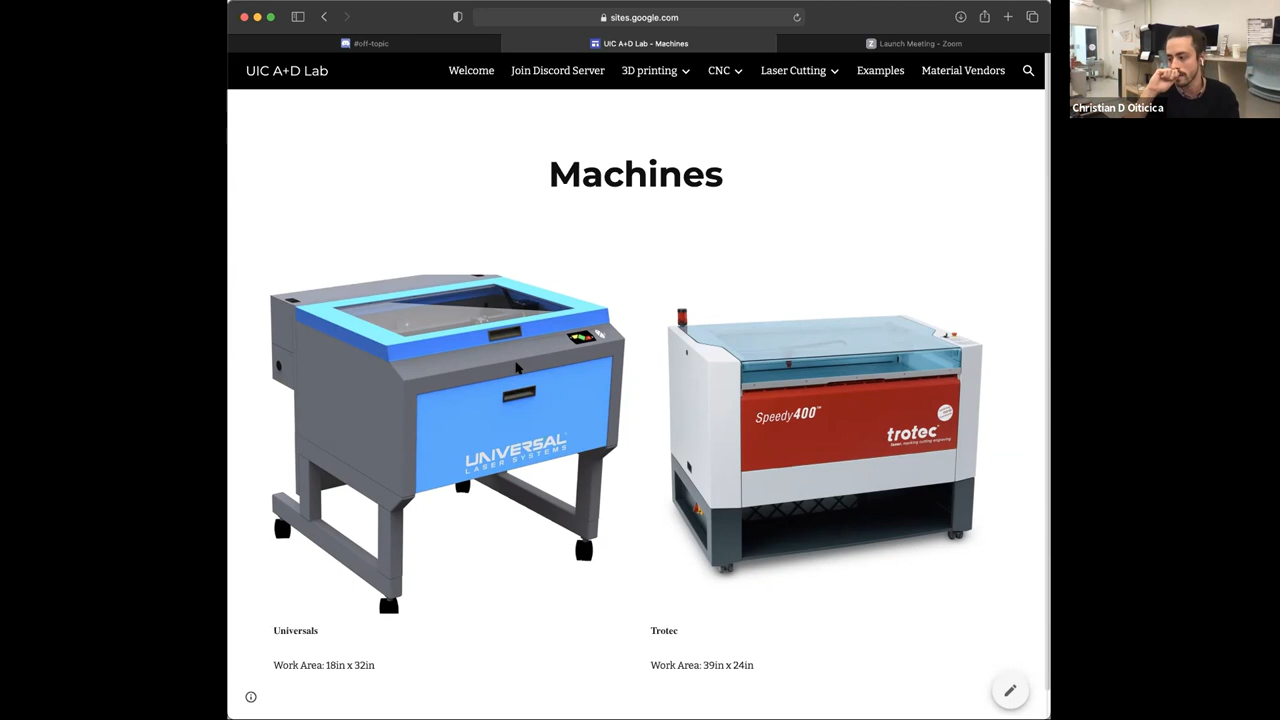 sites.google.com
#off-topic
UIC A+D Lab - Machines
Z Launch Meeting - Zoom
UIC A+D Lab
Welcome
Join Discord Server
3D printing
CNC
Laser Cutting
Examples
Material Vendors
Christian D Oiticica
Machines
UNIVERSAL
LASER SYSTEMS
Speedy400™
trotec
Universals
Trotec
Work Area: 18in x 32in
Work Area: 39in x 24in